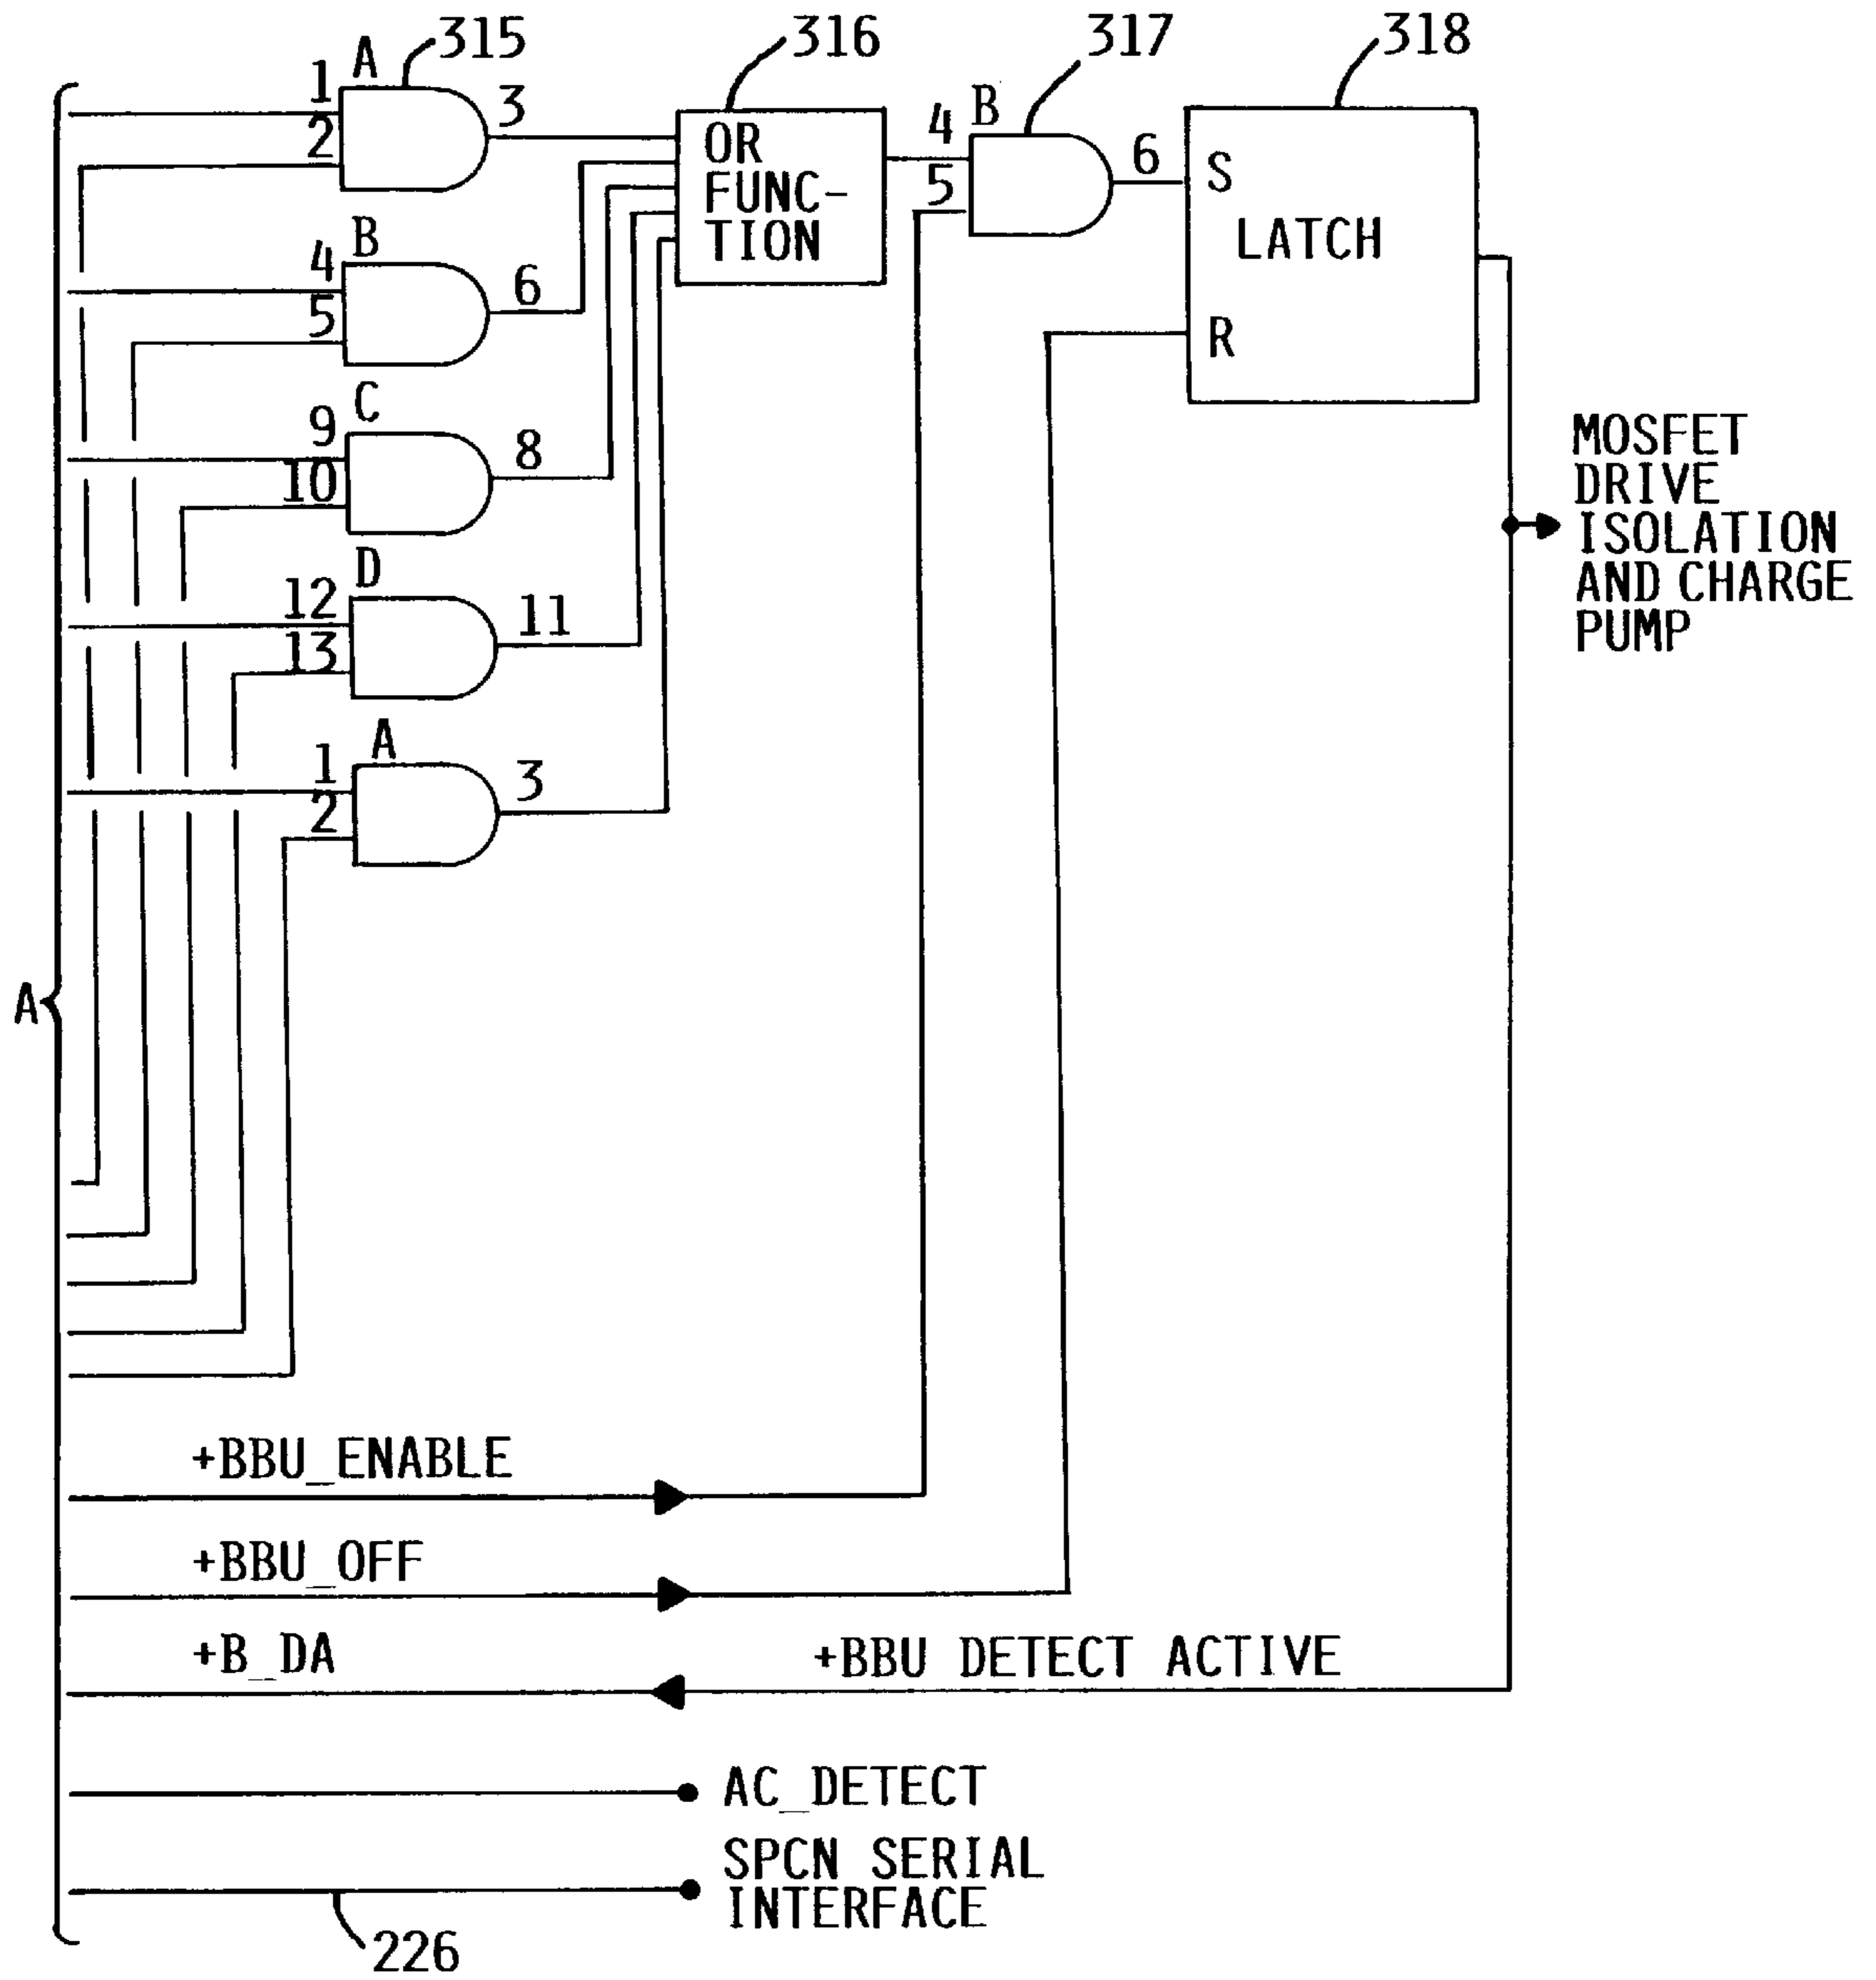 315
316
317
318
A
1
2
3
B
4
5
6
C
9
10
8
D
12
13
11
A
1
2
3
OR
FUNC-
TION
B
4
5
6
S
LATCH
R
MOSFET
DRIVE
ISOLATION
AND CHARGE
PUMP
A
+BBU_ENABLE
+BBU_OFF
+B_DA
+BBU DETECT ACTIVE
AC_DETECT
SPCN SERIAL
INTERFACE
226